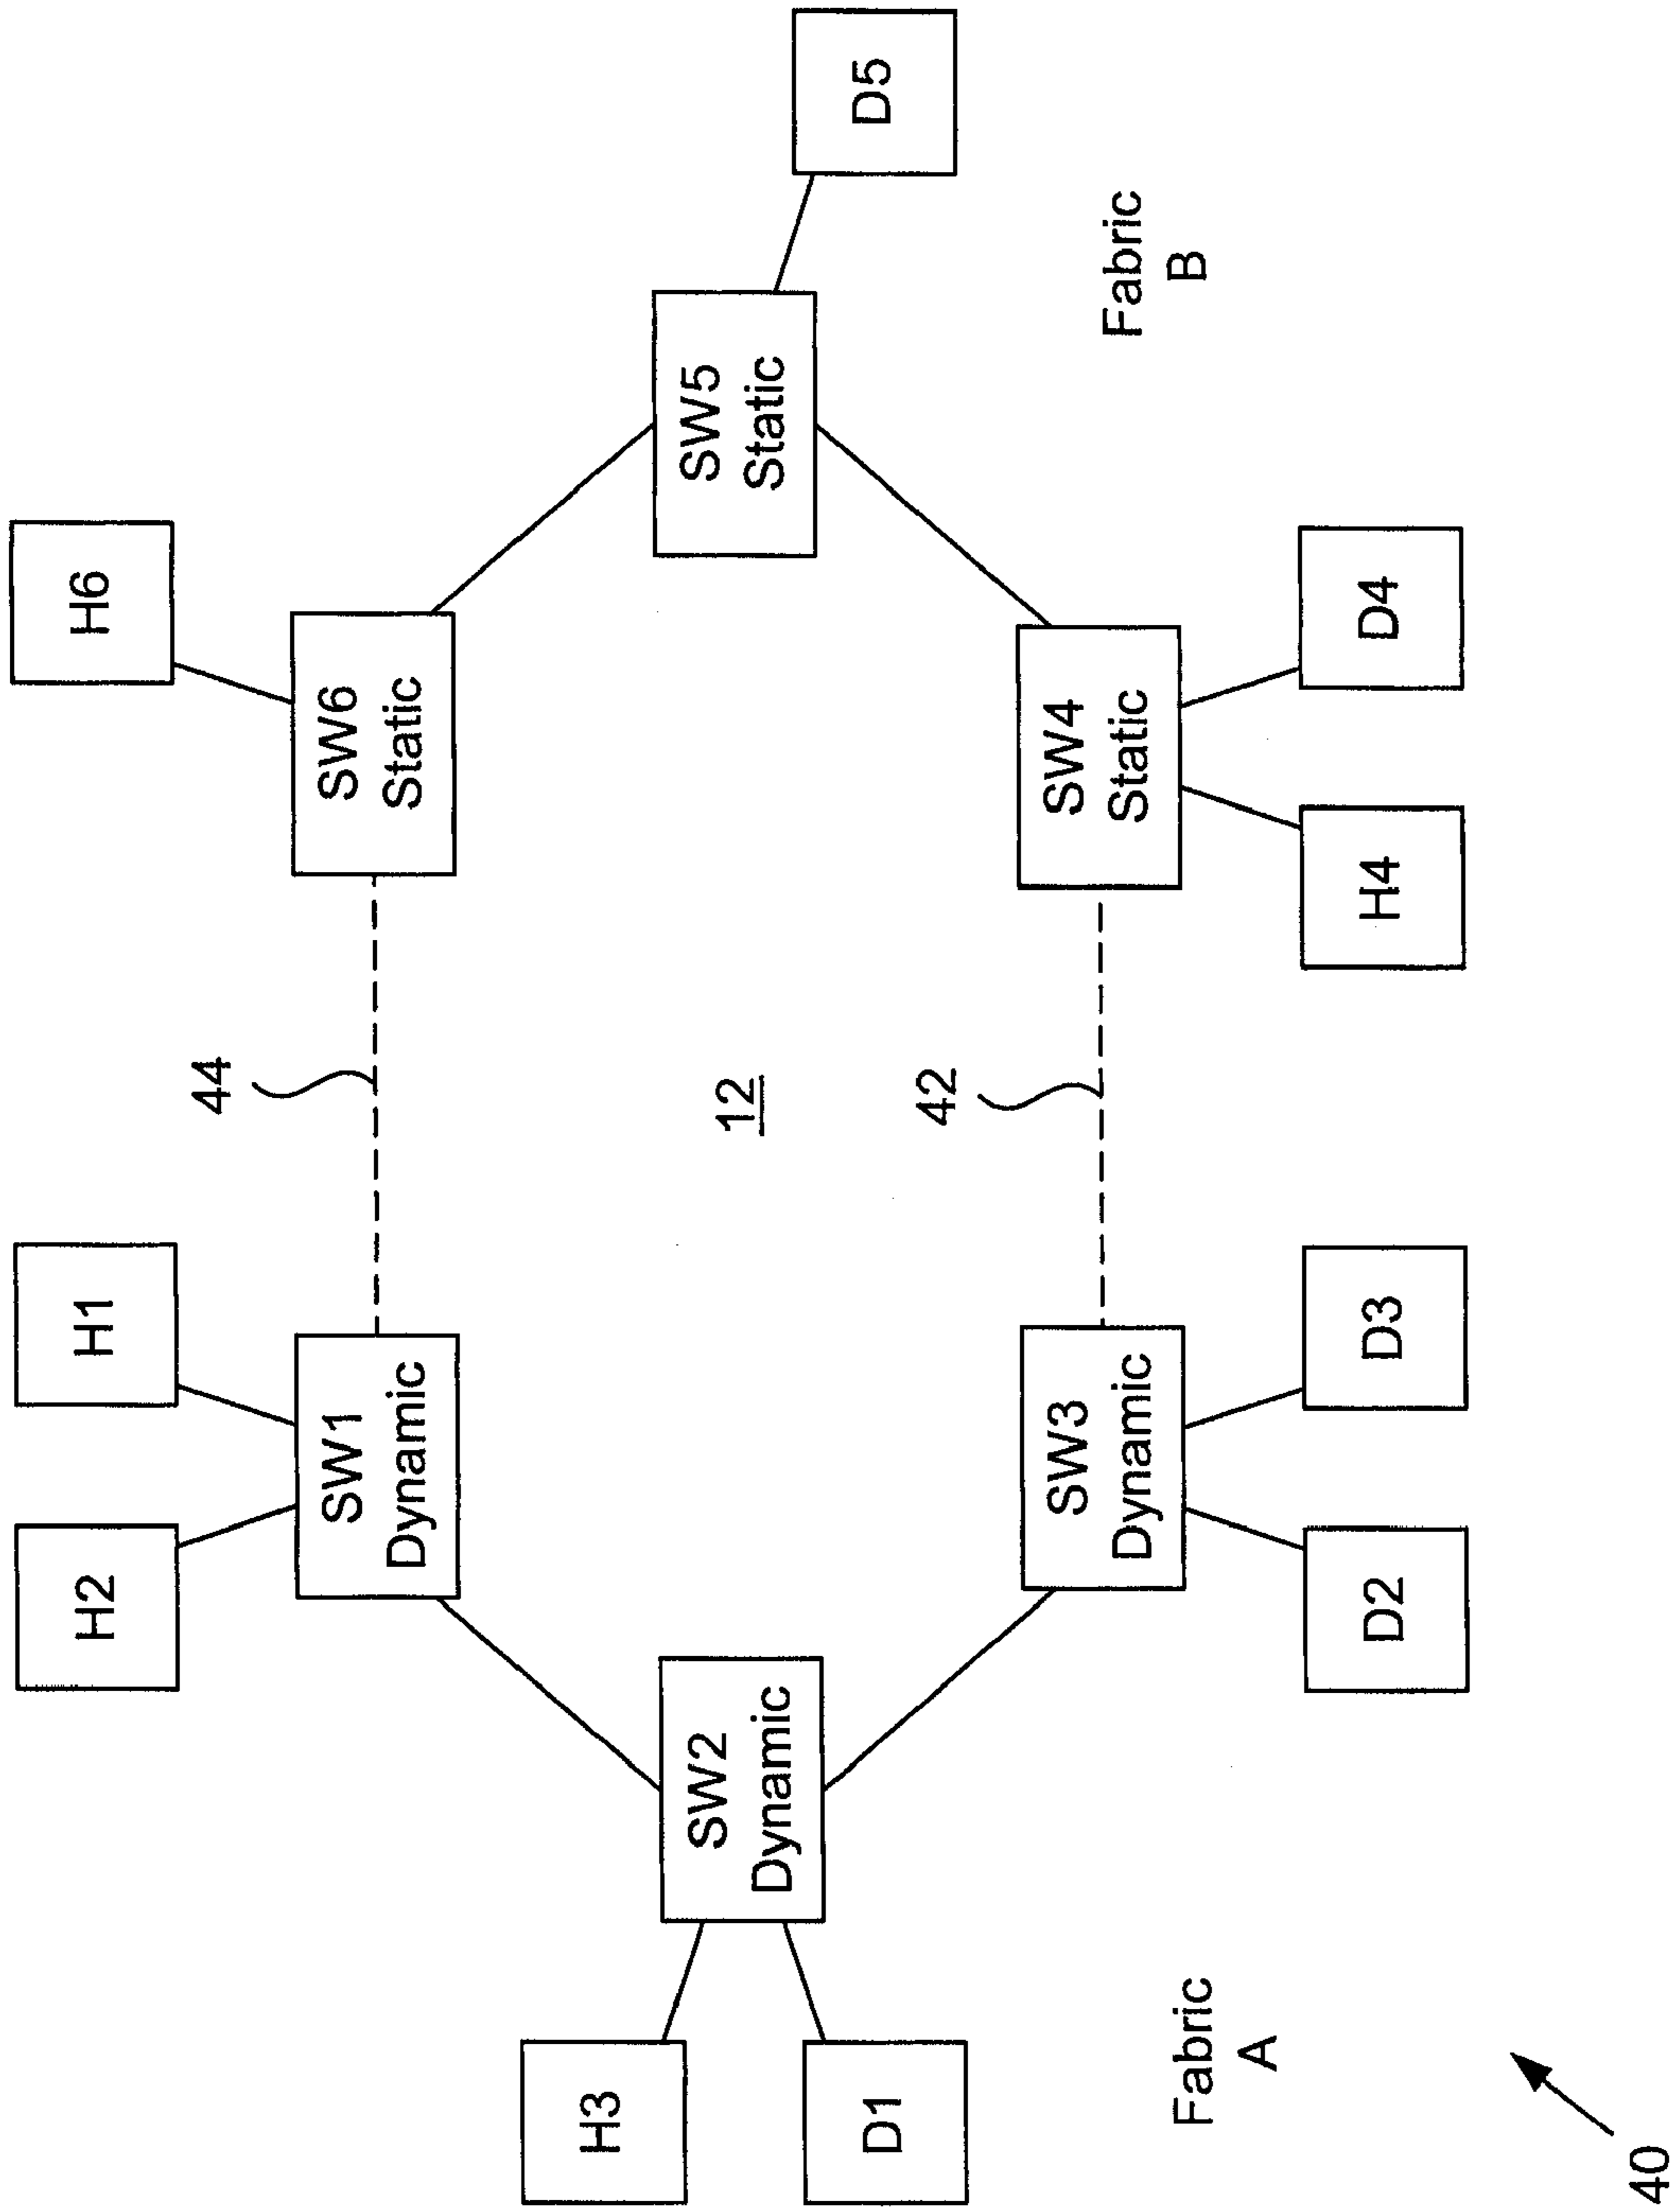 H2
H1
H6
44
SW1
Dynamic
SW6
Static
H3
D1
SW2
Dynamic
12
SW5
Static
D5
42
SW3
Dynamic
SW4
Static
Fabric
A
Fabric
B
D2
D3
H4
D4
40